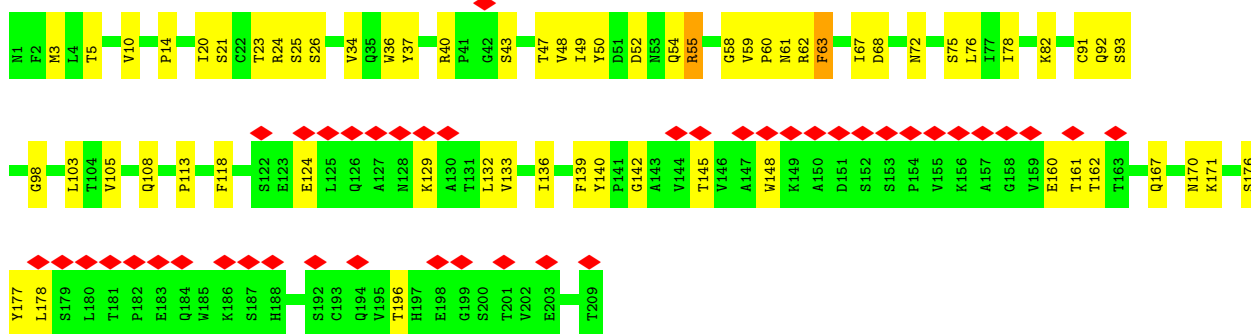 N1 F2 M3 L4 T5 V10 P14 I20 S21 C22 T23 R24 S25 S26 V34 Q35 W36 Y37 R40 P41 G42 S43 T47 V48 I49 Y50 D51 D52 N53 Q54 R55 G58 V59 P60 N61 R62 F63 I67 D68 N72 S75 L76 I77 I78 K82 C91 Q92 S93
G98 L103 T104 V105 Q108 P113 F118 S122 E123 E124 L125 Q126 A127 N128 K129 A130 T131 L132 V133 I136 F139 Y140 P141 G142 A143 V144 T145 V146 A147 W148 K149 A150 D151 S152 S153 P154 V155 K156 A157 G158 V159 E160 T161 T162 T163 Q167 N170 K171 S176
Y177 L178 S179 L180 T181 P182 E183 Q184 W185 K186 S187 H188 S192 C193 Q194 V195 T196 H197 E198 G199 S200 T201 V202 E203 T209